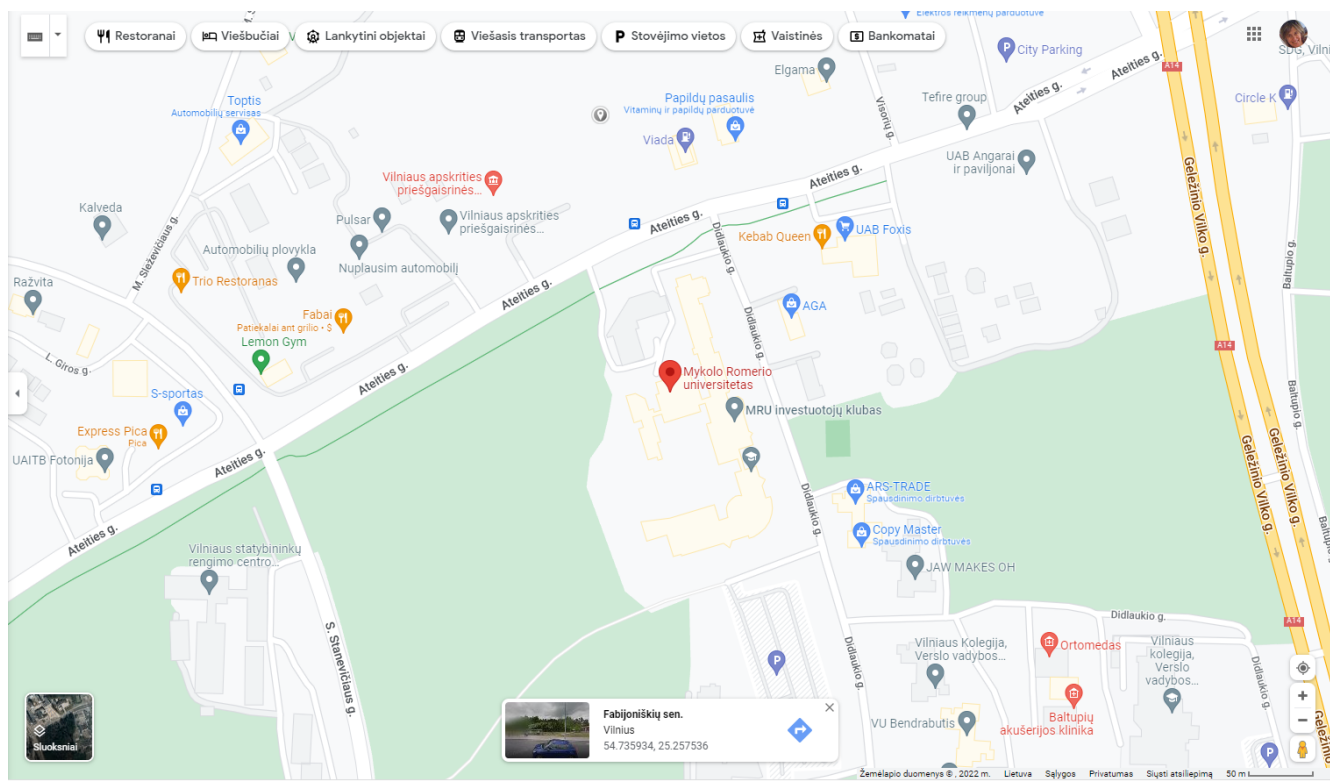 Elektros reikmenų parduotuvė
Restoranai
Viešbučiai
Lankytini objektai
Viešasis transportas
Stovėjimo vietos
Vaistinės
Bankomatai
M. Sleževičiaus g.
City Parking
Ateities g.
A14
SDG, Vilni
Elgama
Toptis
Automobilių servisas
Papildų pasaulis
Vitaminų ir papildų parduotuvė
Visorių g.
Tefire group
Circle K
Ateities g.
Viada
UAB Angarai
ir paviljonai
Geležinio Vilko g.
Vilniaus apskrities
priešgaisrinės...
Ateities g.
Kalveda
Pulsar
Vilniaus apskrities
priešgaisrinės...
Ateities g.
Didlaukio g.
Kebab Queen
UAB Foxis
Baltupio g.
M. Sleževičiaus g.
Automobilių plovykla
Nuplausim automobilį
Ražvita
Trio Restoranas
Ateities g.
AGA
Fabai
Patiekalai ant grilio • $
Lemon Gym
Didlaukio g.
A14
L. Giros g.
Ateities g.
Mykolo Romerio
universitetas
S-sportas
MRU investuotojų klubas
Baltupio g.
Express Pica
Pica
UAITB Fotonija
Ateities g.
Geležinio Vilko g.
Geležinio Vilko g.
ARS-TRADE
Spausdinimo dirbtuvės
Didlaukio g.
Ateities g.
Copy Master
Spausdinimo dirbtuvės
Vilniaus statybininkų
rengimo centro...
JAW MAKES OH
Didlaukio g.
A14
S. Stanevičiaus g.
Didlaukio g.
Vilniaus Kolegija,
Verslo vadybos...
Ortomedas
Vilniaus
kolegija,
Verslo
vadybos...
Didlaukio g.
P
Baltupių
akušerijos klinika
VU Bendrabutis
P
Sluoksniai
Fabijoniškių sen.
Vilnius
54.735934, 25.257536
Žemėlapio duomenys © , 2022 m.
Lietuva
Sąlygos
Privatumas
Siųsti atsiliepimą
50 m